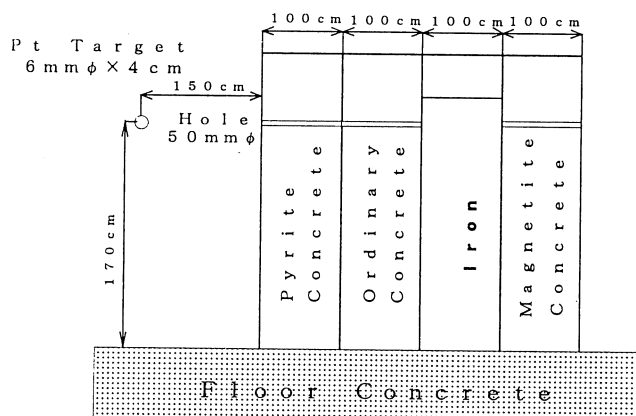 100cm 100cm 100cm 100cm
Pt Target
6mmφ×4cm
150cm
Hole
50mmφ
170cm
Pyrite
Concrete
Ordinary
Concrete
Iron
Magnetite
Concrete
Floor Concrete